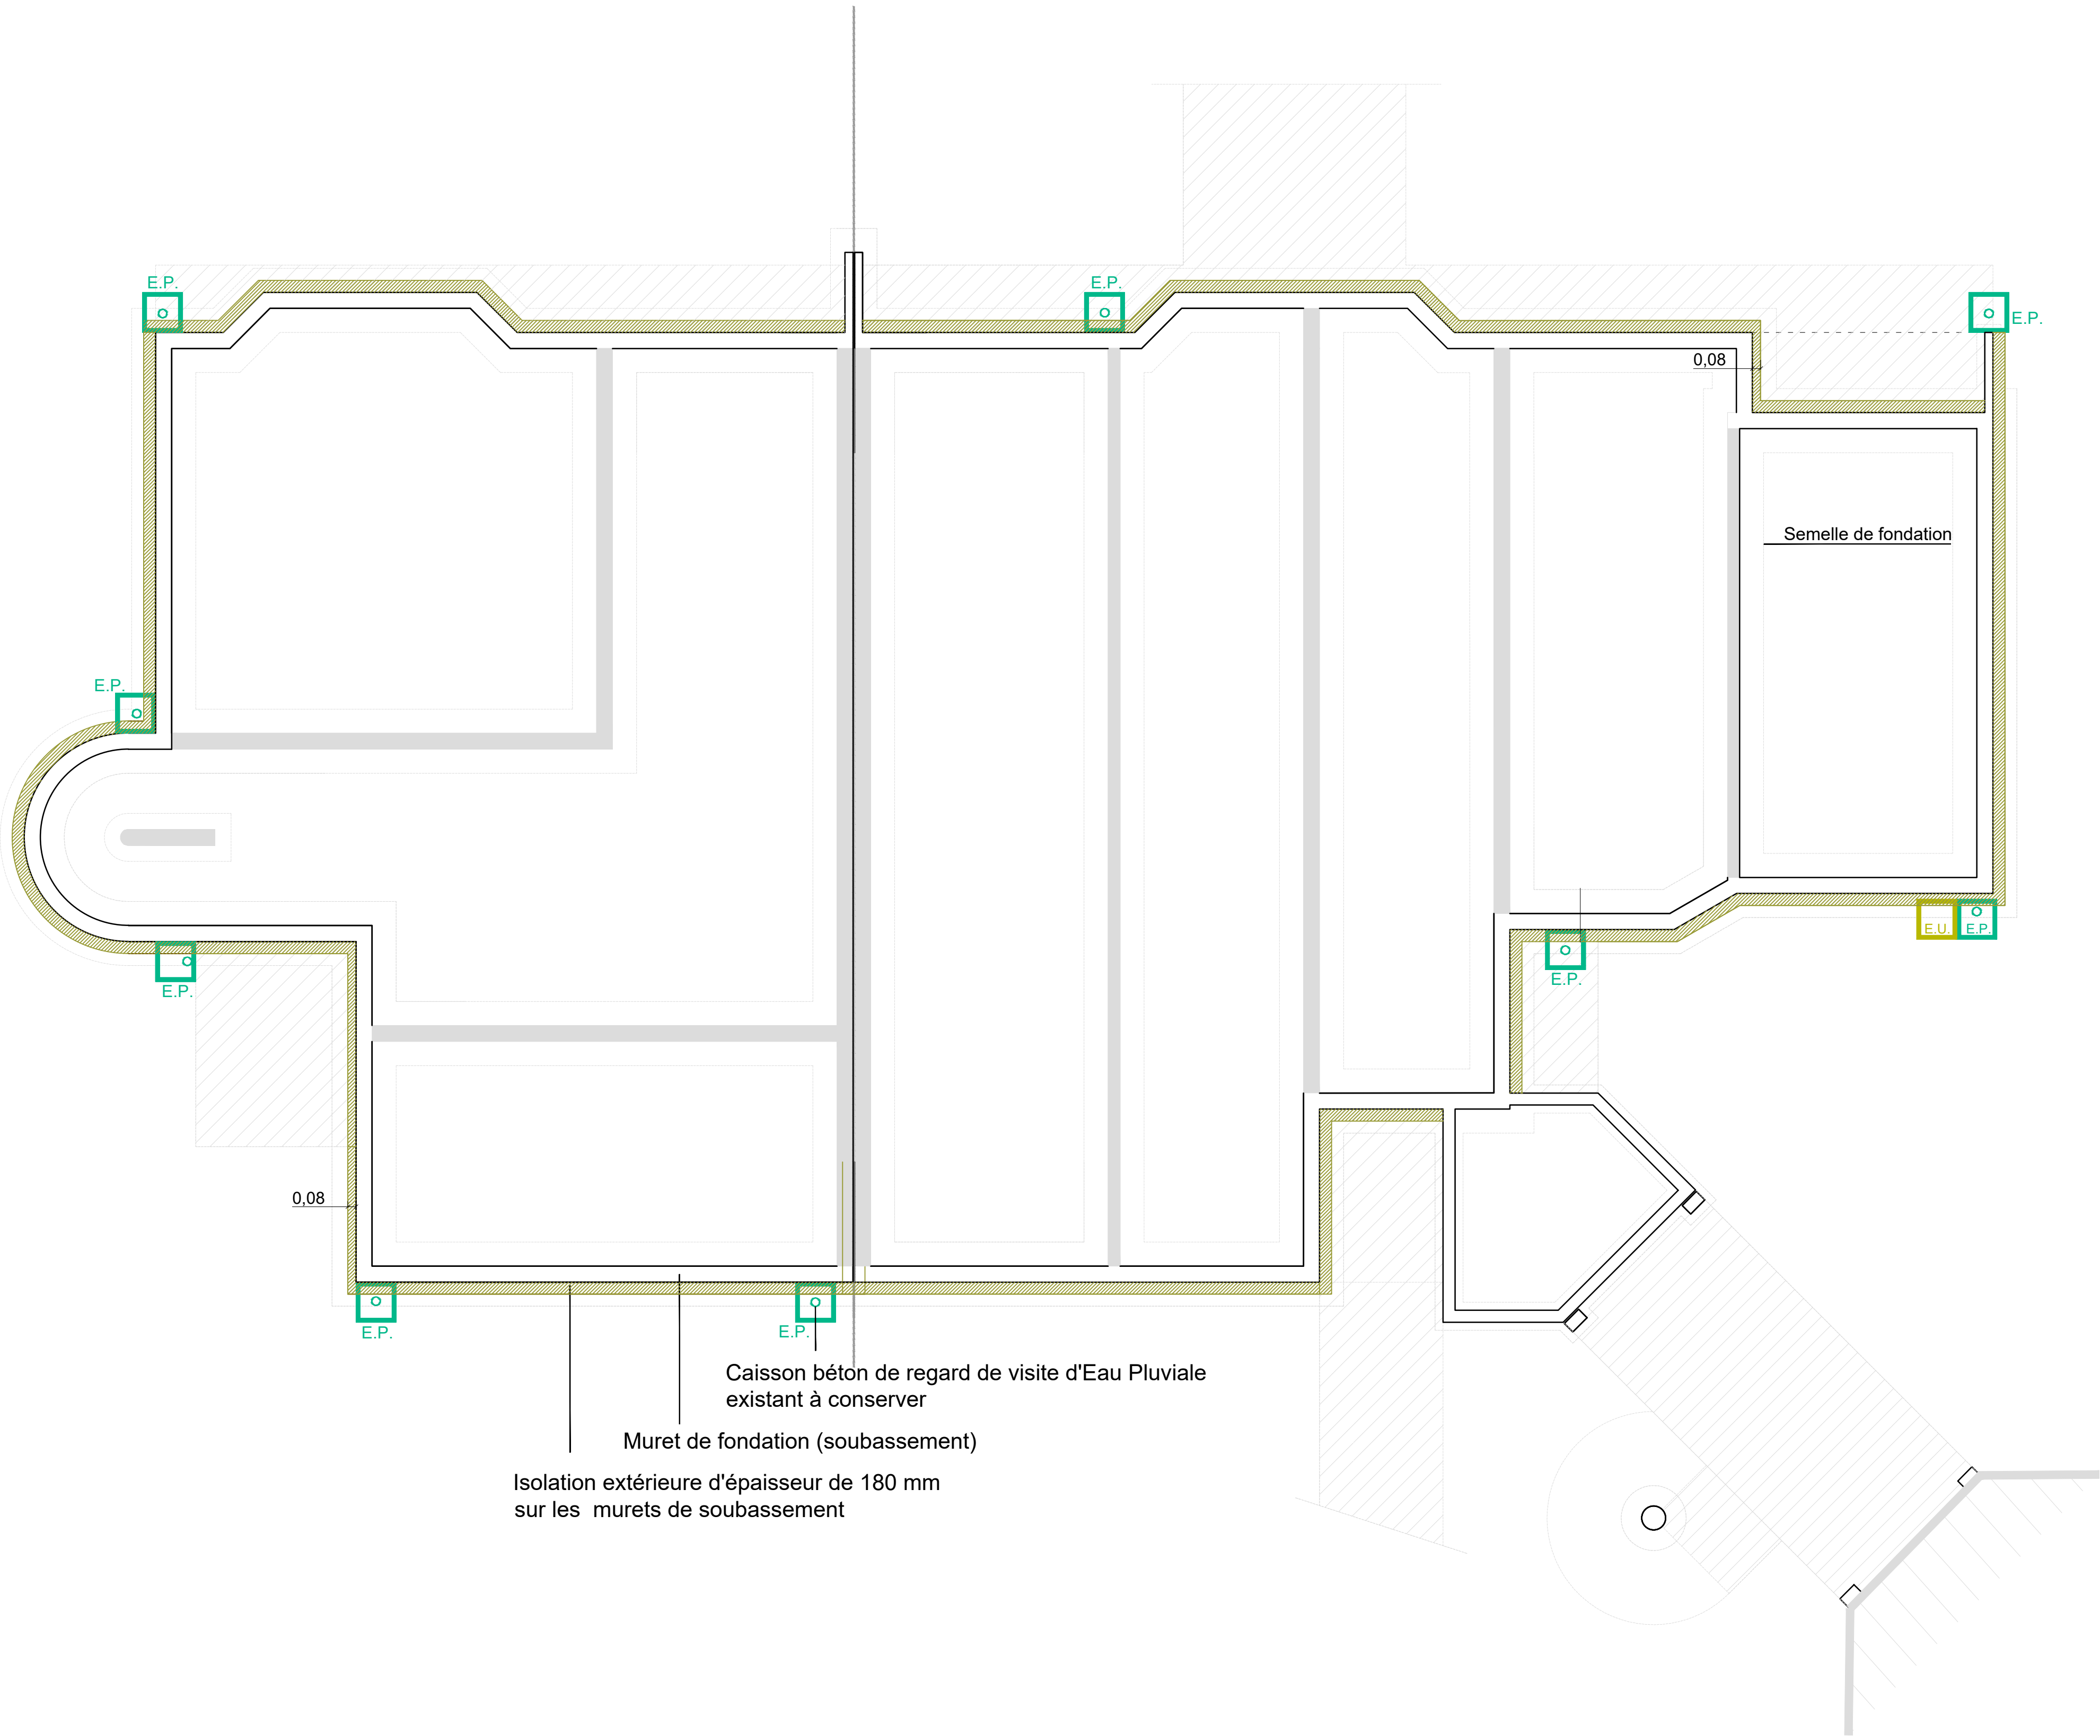 E.P.
E.P.
E.P.
0,08
Semelle de fondation
E.P.
E.U.
E.P.
E.P.
E.P.
0,08
E.P.
E.P.
Caisson béton de regard de visite d'Eau Pluviale
existant à conserver
Muret de fondation (soubassement)
Isolation extérieure d'épaisseur de 180 mm
sur les murets de soubassement